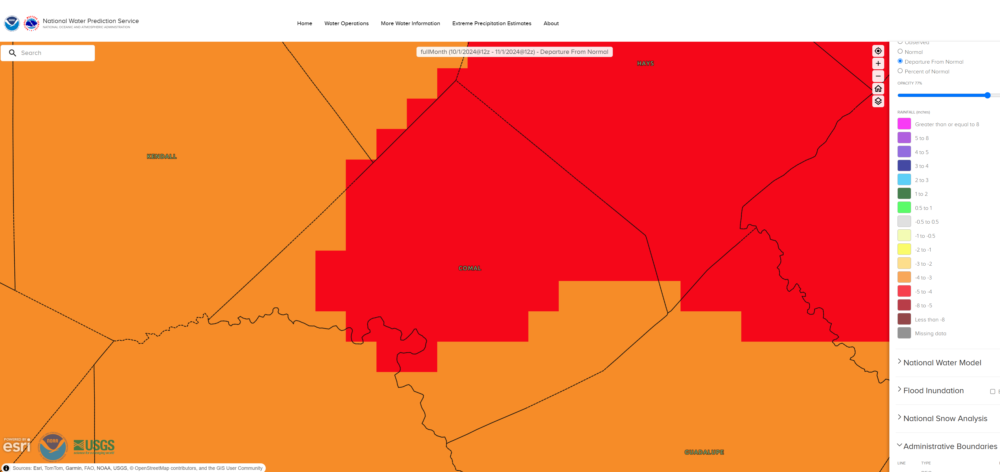 National Water Prediction Service
NATIONAL OCEANIC AND ATMOSPHERIC ADMINISTRATION
Home
Water Operations
More Water Information
Extreme Precipitation Estimates
About
Search
fullMonth (10/1/2024@12z - 11/1/2024@12z) - Departure From Normal
HAYS
KENDALL
COMAL
GUADALUPE
Observed
Normal
Departure From Normal
Percent of Normal
OPACITY 77%
RAINFALL (inches)
Greater than or equal to 8
5 to 8
4 to 5
3 to 4
2 to 3
1 to 2
0.5 to 1
-0.5 to 0.5
-1 to -0.5
-2 to -1
-3 to -2
-4 to -3
-5 to -4
-8 to -5
Less than -8
Missing data
National Water Model
Flood Inundation
National Snow Analysis
Administrative Boundaries
LINE TYPE
POWERED BY
esri
NOAA
USGS
science for a changing world
Sources: Esri, TomTom, Garmin, FAO, NOAA, USGS, © OpenStreetMap contributors, and the GIS User Community